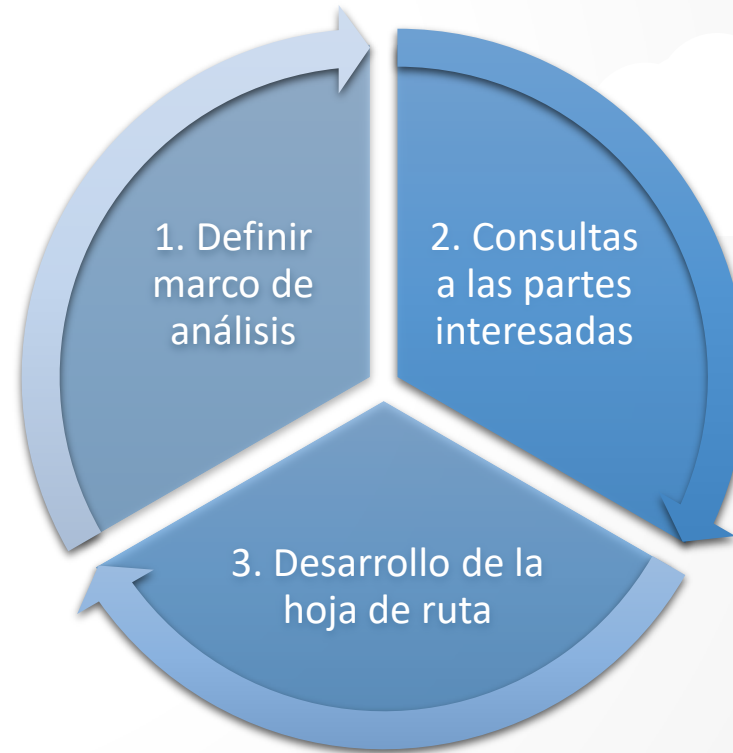 1. Definir
marco de
análisis
2. Consultas
a las partes
interesadas
3. Desarrollo de la
hoja de ruta